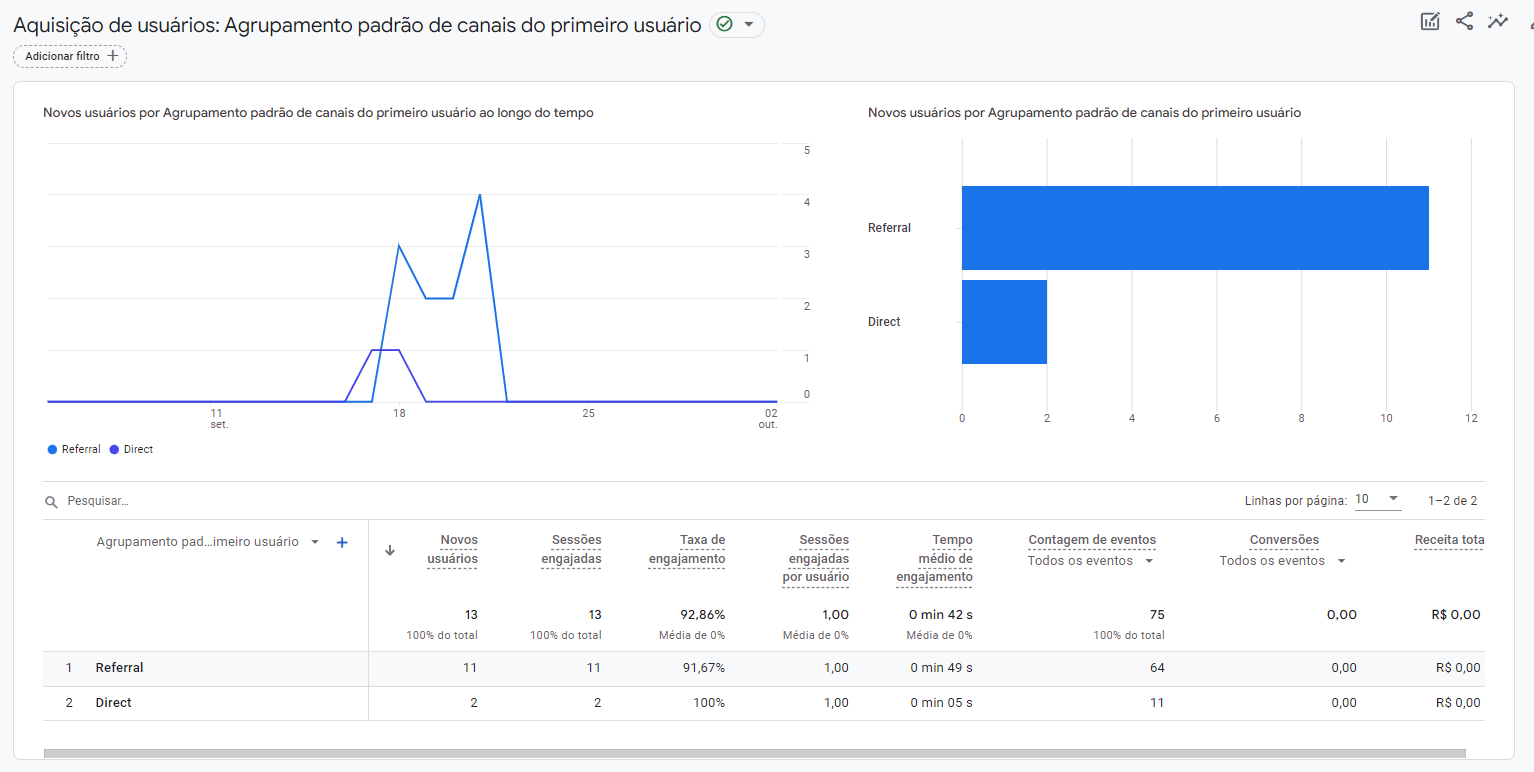 Aquisição de usuários: Agrupamento padrão de canais do primeiro usuário
Adicionar filtro
Novos usuários por Agrupamento padrão de canais do primeiro usuário ao longo do tempo
5
4
3
2
1
0
11
set.
18
25
02
out.
Referral Direct
Novos usuários por Agrupamento padrão de canais do primeiro usuário
Referral
Direct
0 2 4 6 8 10 12
Pesquisar...
Linhas por página: 10 1–2 de 2
Agrupamento pad...imeiro usuário
Novos
usuários
Sessões
engajadas
Taxa de
engajamento
Sessões
engajadas
por usuário
Tempo
médio de
engajamento
Contagem de eventos
Todos os eventos
Conversões
Todos os eventos
Receita tota
13 13 92,86% 1,00 0 min 42 s 75 0,00 R$ 0,00
100% do total 100% do total Média de 0% Média de 0% Média de 0% 100% do total
1 Referral 11 11 91,67% 1,00 0 min 49 s 64 0,00 R$ 0,00
2 Direct 2 2 100% 1,00 0 min 05 s 11 0,00 R$ 0,00